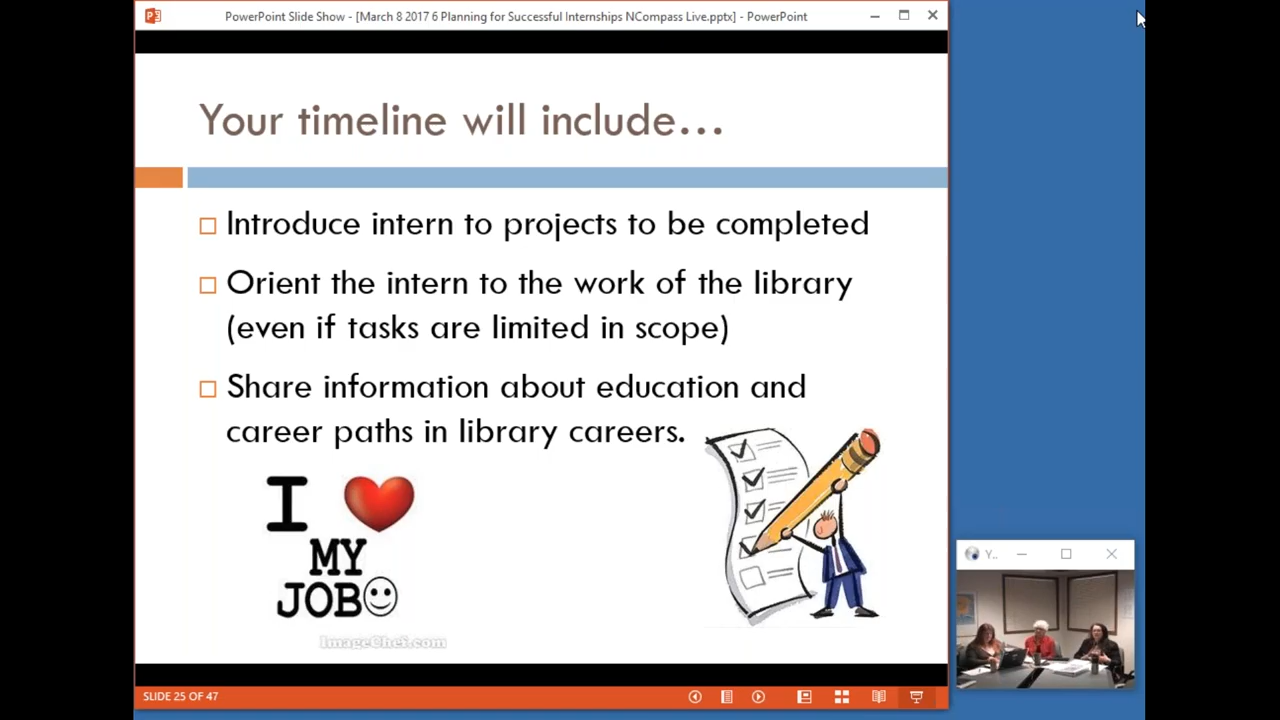 PowerPoint Slide Show - [March 8 2017 6 Planning for Successful Internships NCompass Live.pptx] - PowerPoint
Your timeline will include...
Introduce intern to projects to be completed
Orient the intern to the work of the library
(even if tasks are limited in scope)
Share information about education and
career paths in library careers.
I
MY
JOB
ImageChef.com
Y...
SLIDE 25 OF 47